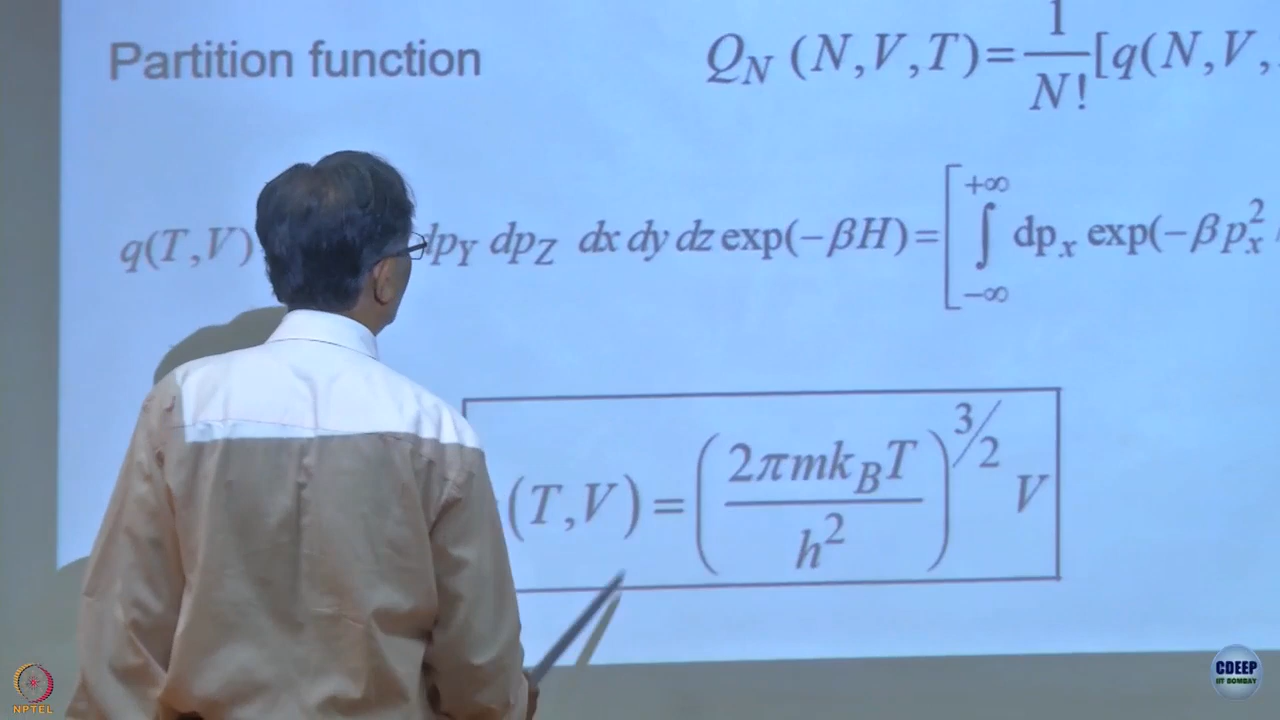 Partition function
Q_N (N,V,T)=1/N![q(N,V,
q(T,V) dp_Y dp_Z dx dy dz exp(−βH)=[∫_{−∞}^{+∞} dp_x exp(−βp_x^2
(T,V)=(2πmk_BT/h^2)^{3/2} V
NPTEL
CDEEP
IIT BOMBAY